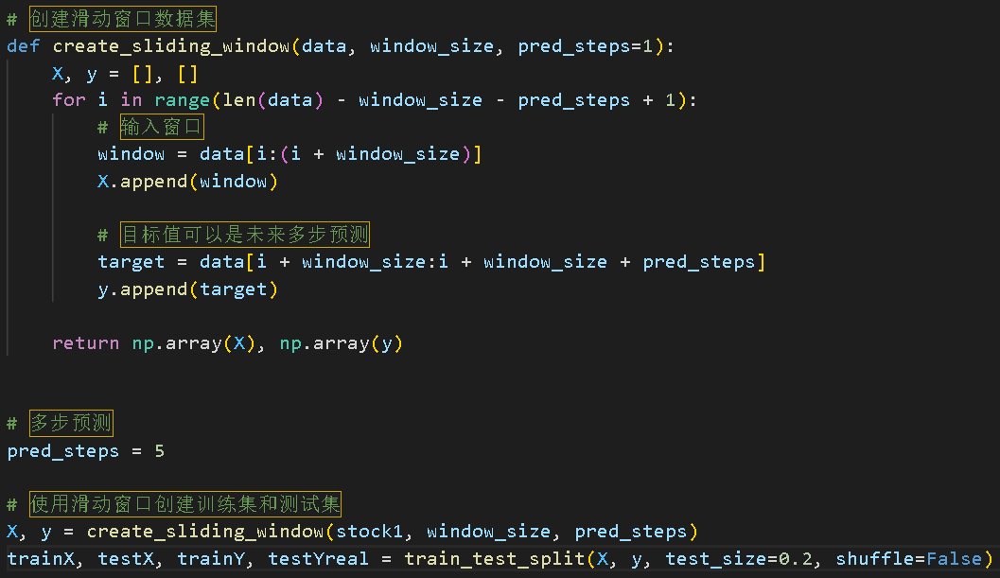 # 创建滑动窗口数据集
def create_sliding_window(data, window_size, pred_steps=1):
    X, y = [], []
    for i in range(len(data) - window_size - pred_steps + 1):
        # 输入窗口
        window = data[i:(i + window_size)]
        X.append(window)

        # 目标值可以是未来多步预测
        target = data[i + window_size:i + window_size + pred_steps]
        y.append(target)

    return np.array(X), np.array(y)


# 多步预测
pred_steps = 5

# 使用滑动窗口创建训练集和测试集
X, y = create_sliding_window(stock1, window_size, pred_steps)
trainX, testX, trainY, testYreal = train_test_split(X, y, test_size=0.2, shuffle=False)